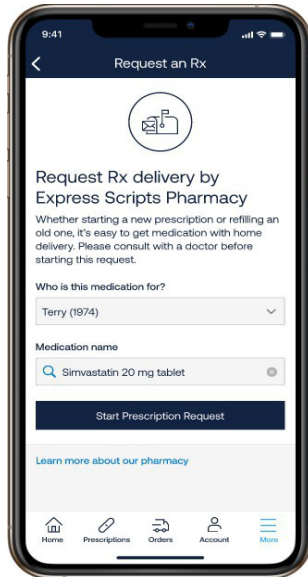 9:41
Request an Rx
Request Rx delivery by
Express Scripts Pharmacy
Whether starting a new prescription or refilling an
old one, it's easy to get medication with home
delivery. Please consult with a doctor before
starting this request.
Who is this medication for?
Terry (1974)
Medication name
Simvastatin 20 mg tablet
Start Prescription Request
Learn more about our pharmacy
Home Prescriptions Orders Account More